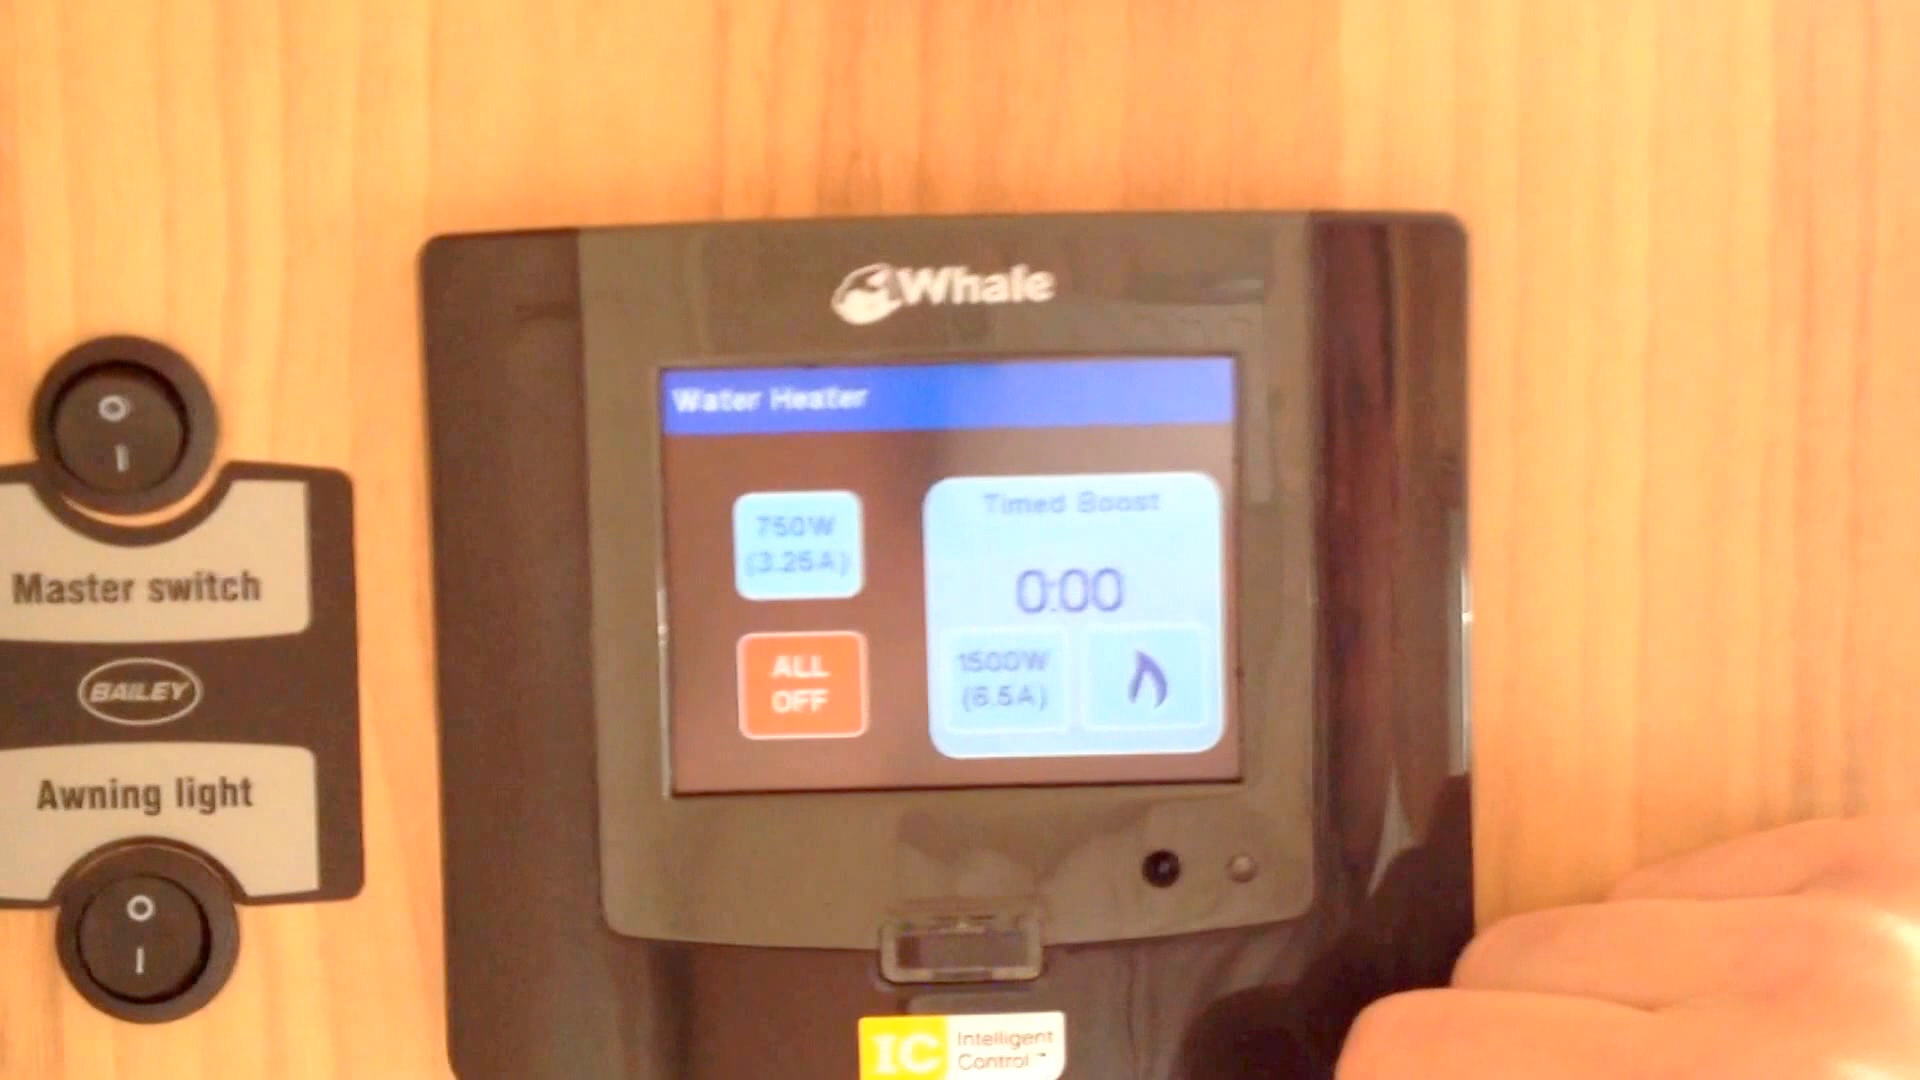 Whale
Water Heater
750W
(3.25A)
ALL
OFF
Timed Boost
0:00
1500W
(6.5A)
O
I
Master switch
BAILEY
Awning light
O
I
IC
Intelligent
Control™